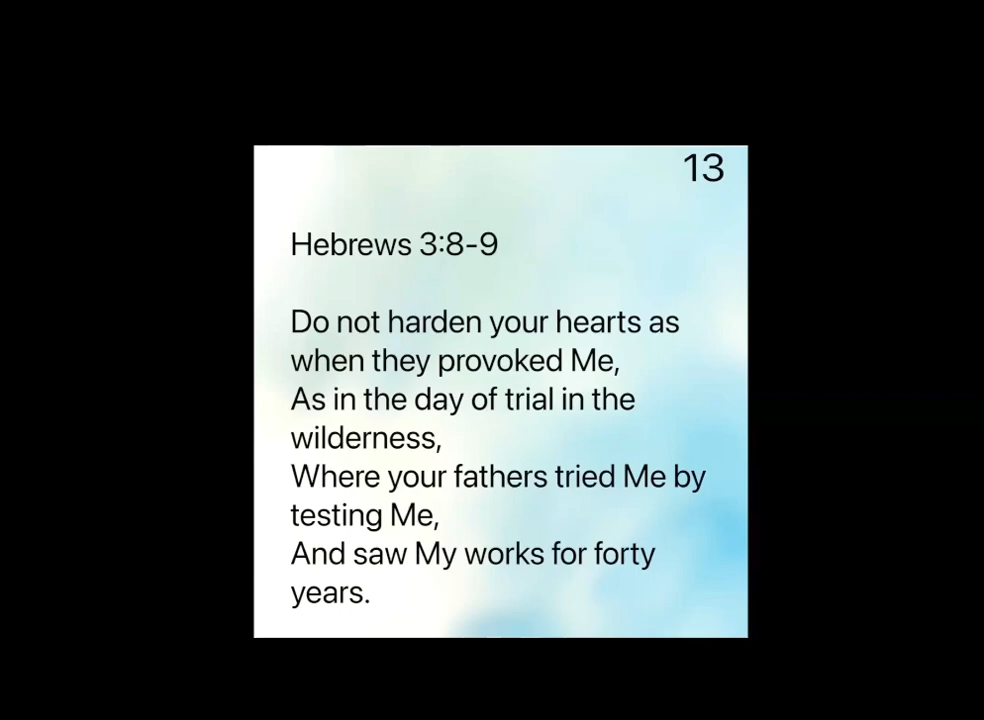 13
Hebrews 3:8-9
Do not harden your hearts as
when they provoked Me,
As in the day of trial in the
wilderness,
Where your fathers tried Me by
testing Me,
And saw My works for forty
years.